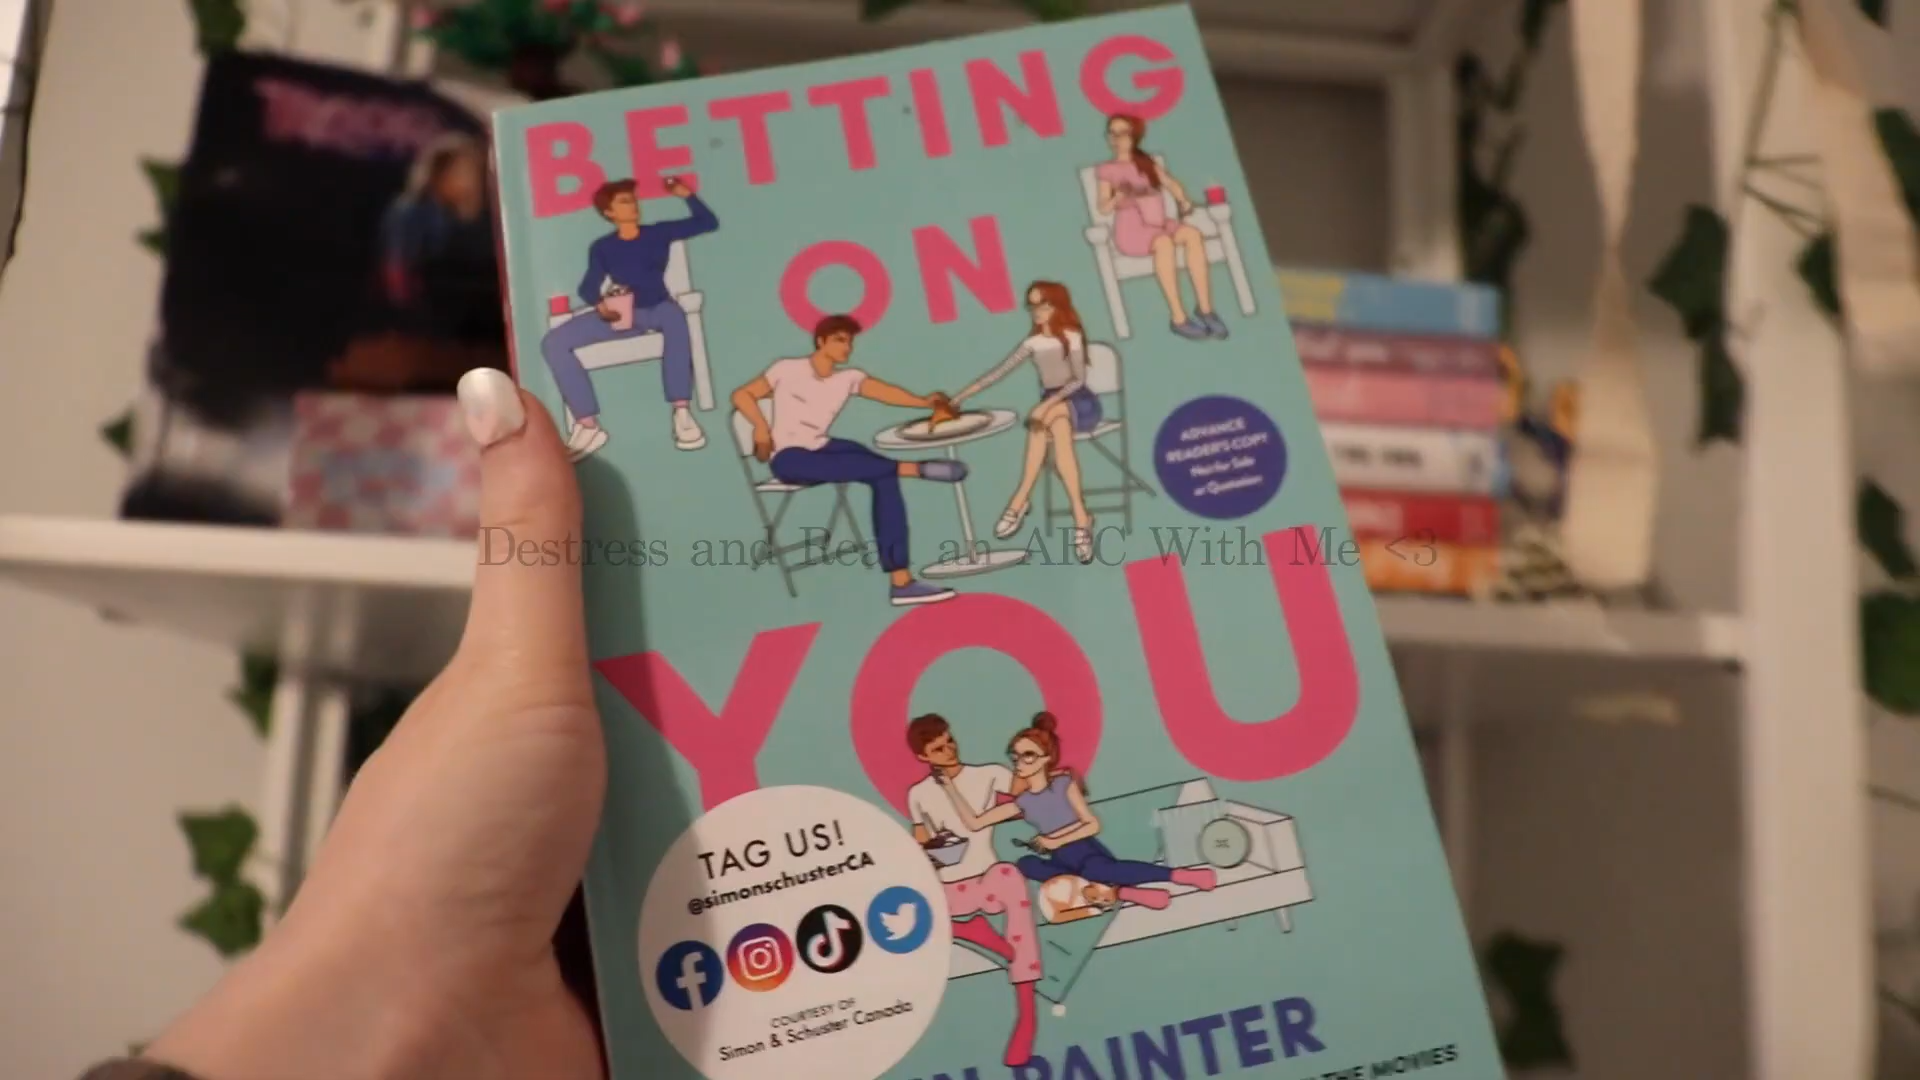 BETTING
ON
ADVANCE
READER'S COPY
Not for Sale
or Quotation
Destress and Read an ARC With Me <3
YOU
TAG US!
@simonschusterCA
COURTESY OF
Simon & Schuster Canada
PAINTER
THE MOVIES